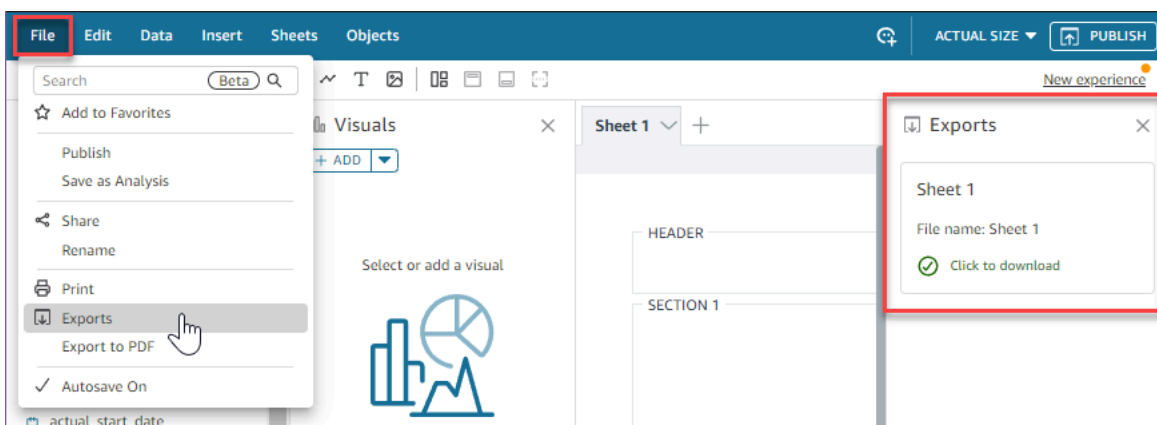 File Edit Data Insert Sheets Objects ACTUAL SIZE PUBLISH
New experience
Search Beta
Add to Favorites
Publish
Save as Analysis
Share
Rename
Print
Exports
Export to PDF
Autosave On
actual_start_date
Visuals
+ ADD
Select or add a visual
Sheet 1
HEADER
SECTION 1
Exports
Sheet 1
File name: Sheet 1
Click to download